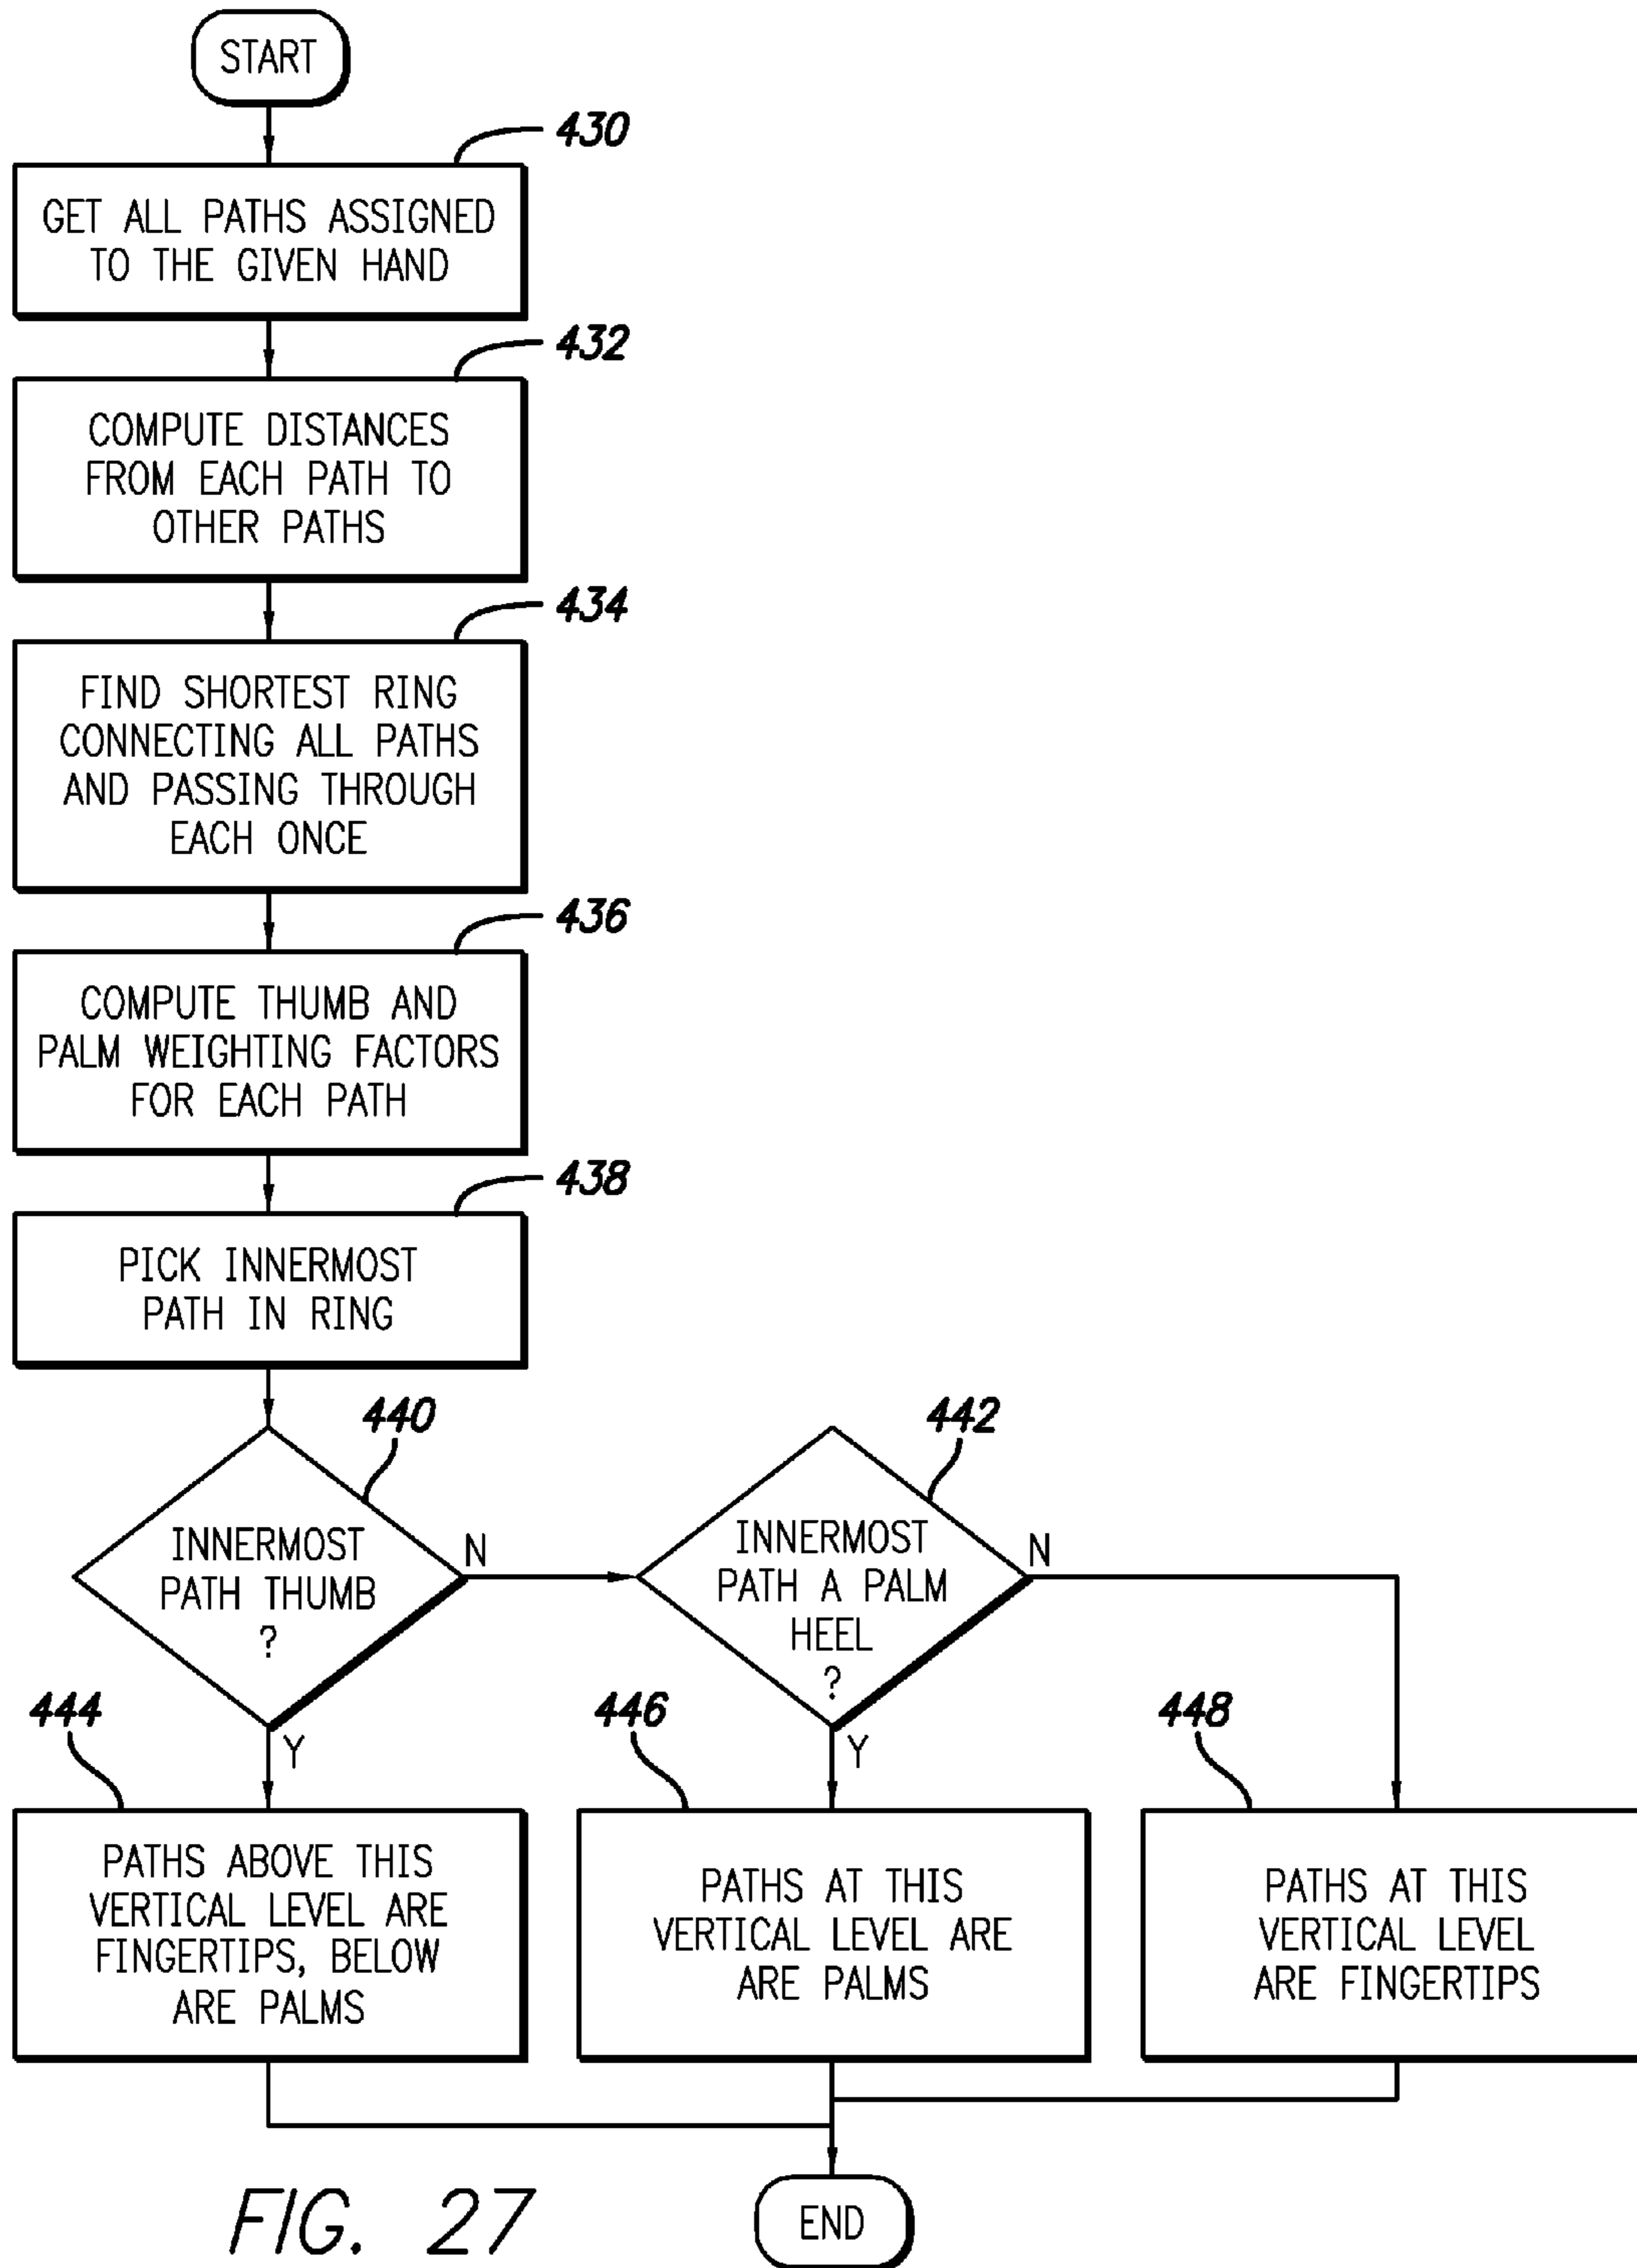 START
430
GET ALL PATHS ASSIGNED
TO THE GIVEN HAND
432
COMPUTE DISTANCES
FROM EACH PATH TO
OTHER PATHS
434
FIND SHORTEST RING
CONNECTING ALL PATHS
AND PASSING THROUGH
EACH ONCE
436
COMPUTE THUMB AND
PALM WEIGHTING FACTORS
FOR EACH PATH
438
PICK INNERMOST
PATH IN RING
440
INNERMOST
PATH THUMB
?
N
Y
442
INNERMOST
PATH A PALM
HEEL
?
N
Y
444
PATHS ABOVE THIS
VERTICAL LEVEL ARE
FINGERTIPS, BELOW
ARE PALMS
446
PATHS AT THIS
VERTICAL LEVEL ARE
ARE PALMS
448
PATHS AT THIS
VERTICAL LEVEL
ARE FINGERTIPS
END
FIG. 27